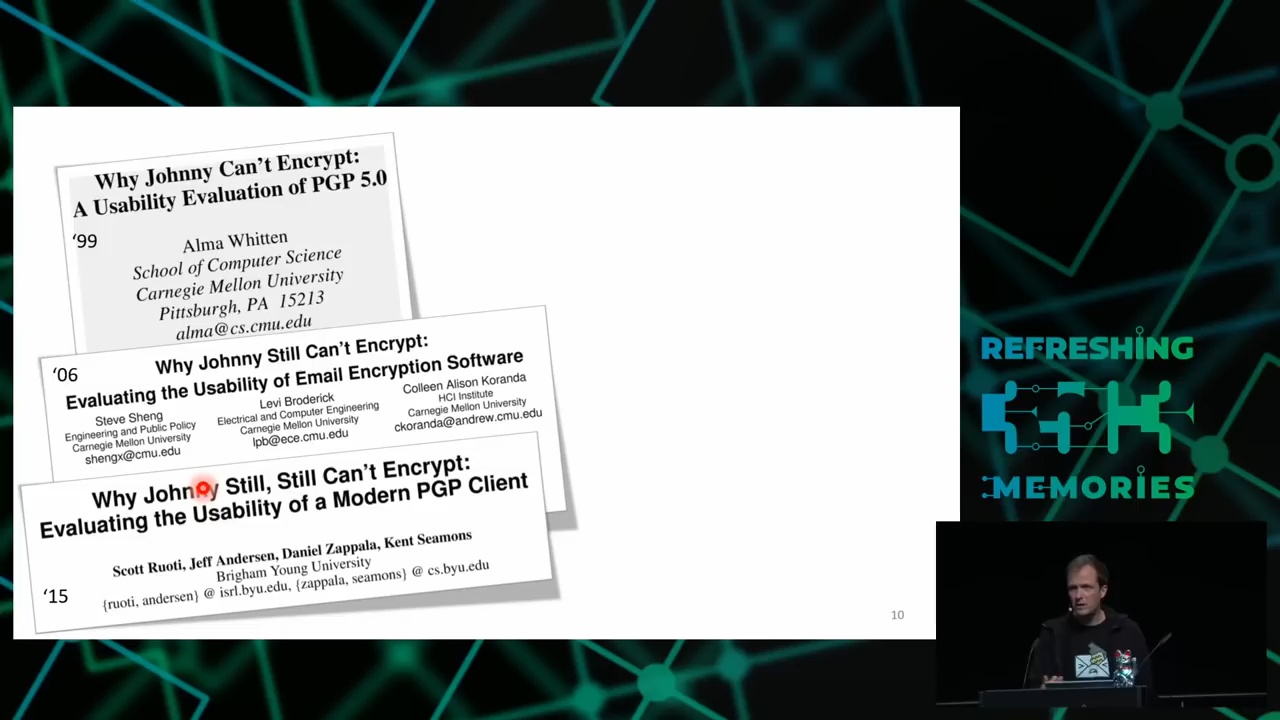 Why Johnny Can't Encrypt:
A Usability Evaluation of PGP 5.0
'99
Alma Whitten
School of Computer Science
Carnegie Mellon University
Pittsburgh, PA 15213
alma@cs.cmu.edu
'06
Why Johnny Still Can't Encrypt:
Evaluating the Usability of Email Encryption Software
Steve Sheng
Engineering and Public Policy
Carnegie Mellon University
shengx@cmu.edu
Levi Broderick
Electrical and Computer Engineering
Carnegie Mellon University
lpb@ece.cmu.edu
Colleen Alison Koranda
HCI Institute
Carnegie Mellon University
ckoranda@andrew.cmu.edu
Why Johnny Still, Still Can't Encrypt:
Evaluating the Usability of a Modern PGP Client
Scott Ruoti, Jeff Andersen, Daniel Zappala, Kent Seamons
Brigham Young University
{ruoti, andersen} @ isrl.byu.edu, {zappala, seamons} @ cs.byu.edu
'15
10
REFRESHING
MEMORIES